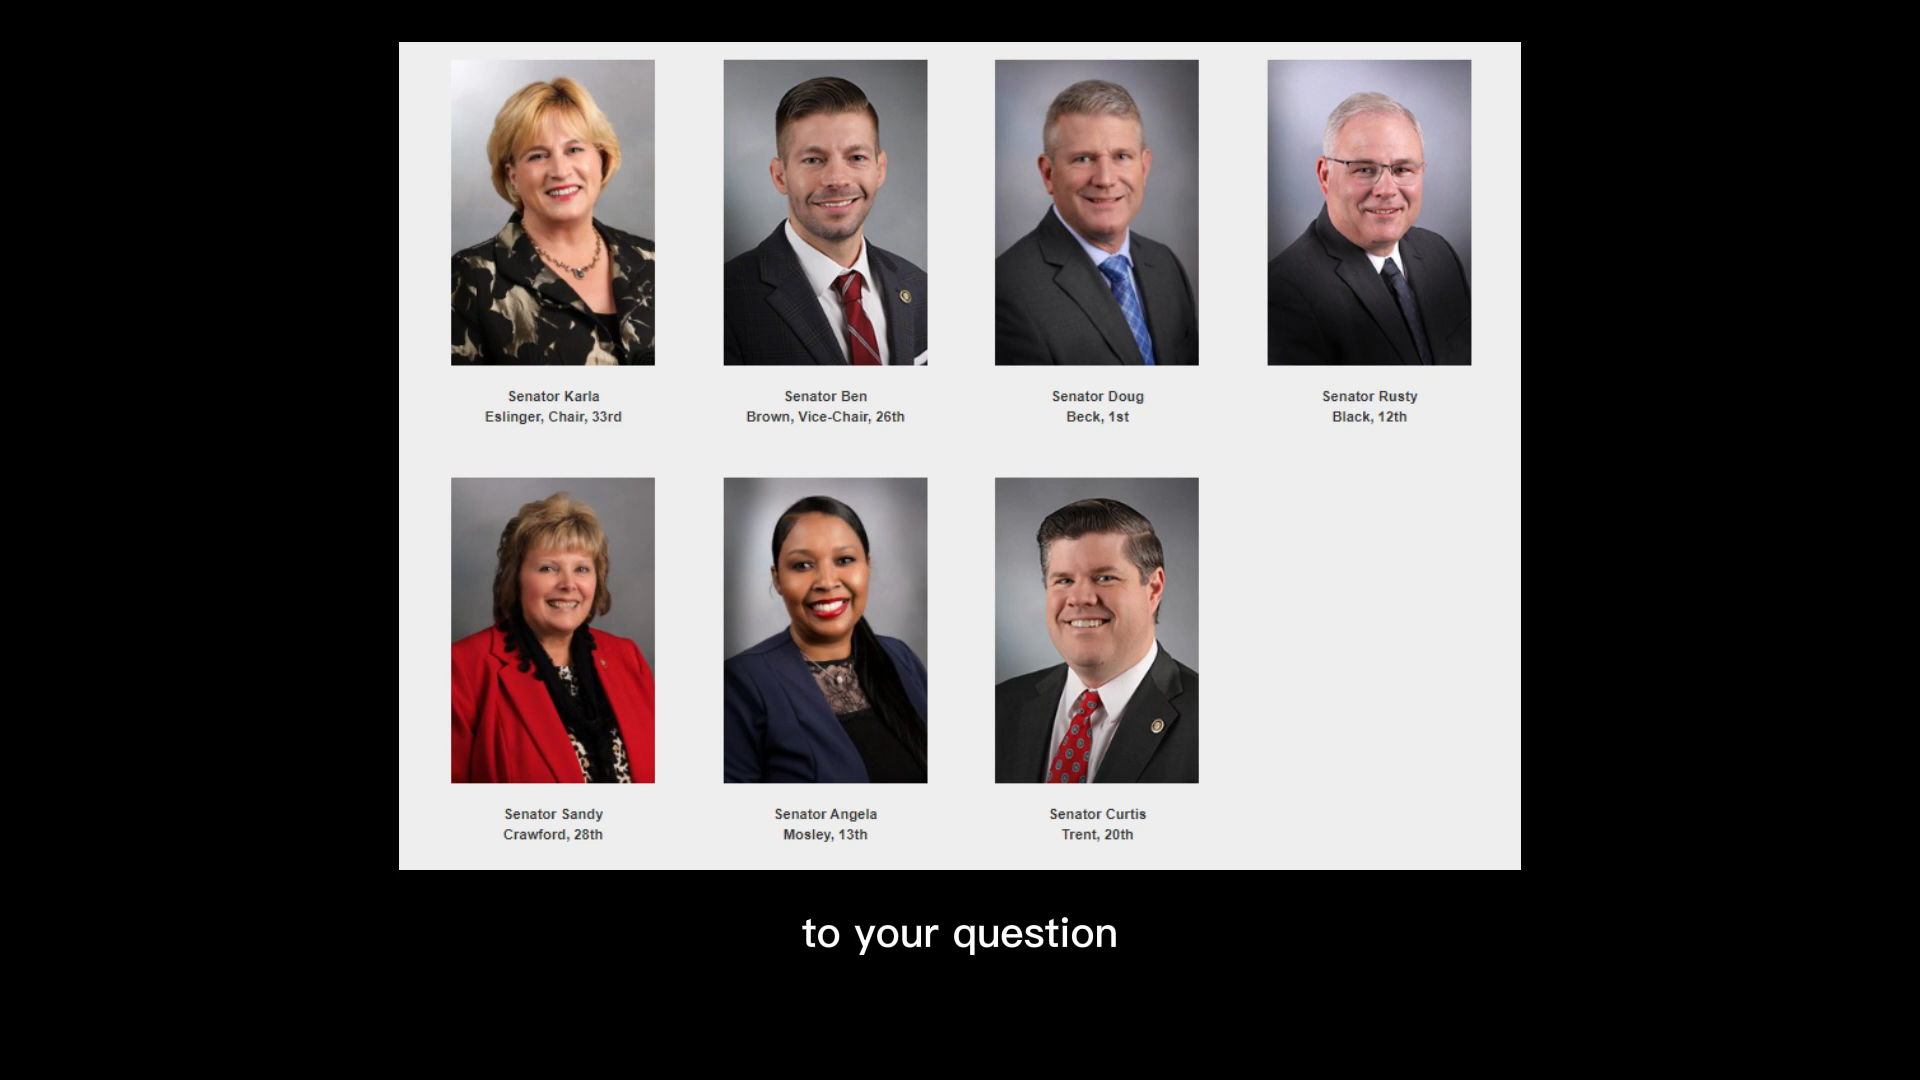 Senator Karla
Eslinger, Chair, 33rd
Senator Ben
Brown, Vice-Chair, 26th
Senator Doug
Beck, 1st
Senator Rusty
Black, 12th
Senator Sandy
Crawford, 28th
Senator Angela
Mosley, 13th
Senator Curtis
Trent, 20th
to your question